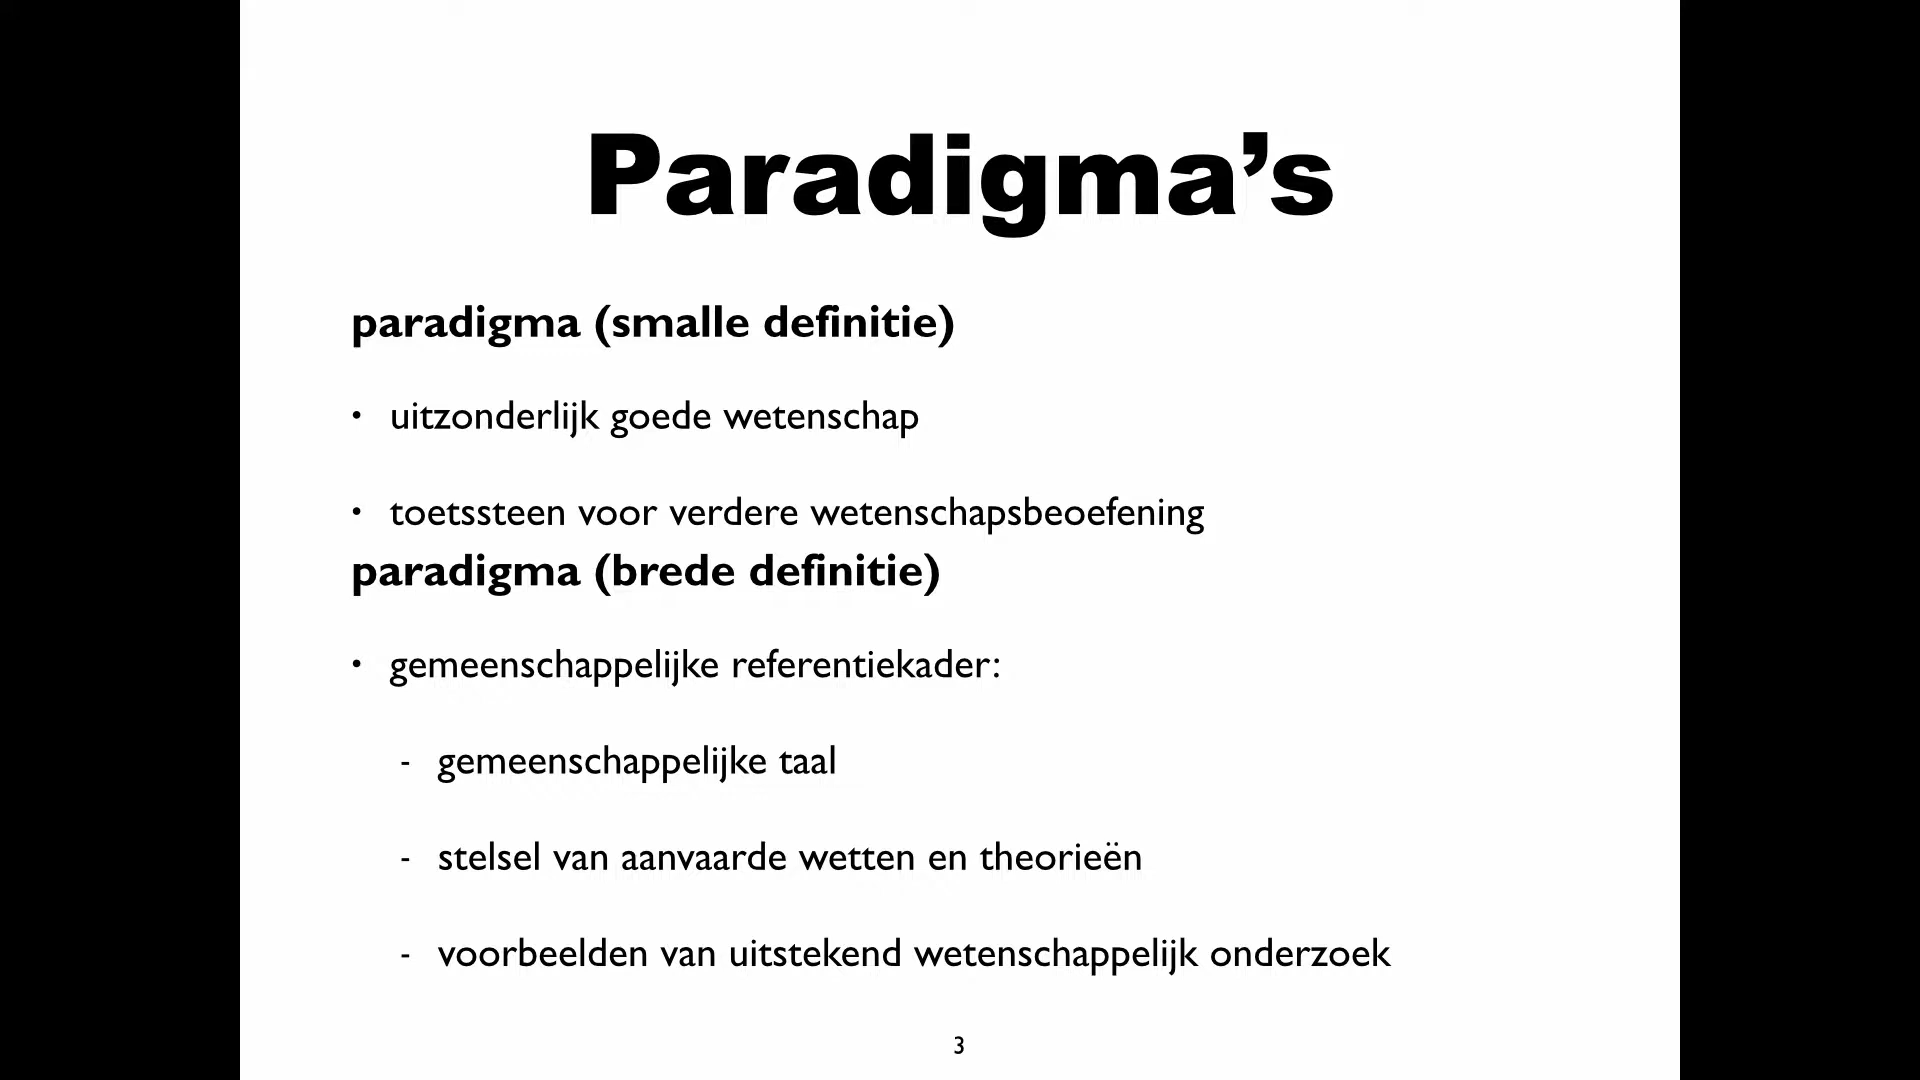 Paradigma’s
paradigma (smalle definitie)
• uitzonderlijk goede wetenschap
• toetssteen voor verdere wetenschapsbeoefening
paradigma (brede definitie)
• gemeenschappelijke referentiekader:
- gemeenschappelijke taal
- stelsel van aanvaarde wetten en theorieën
- voorbeelden van uitstekend wetenschappelijk onderzoek
3